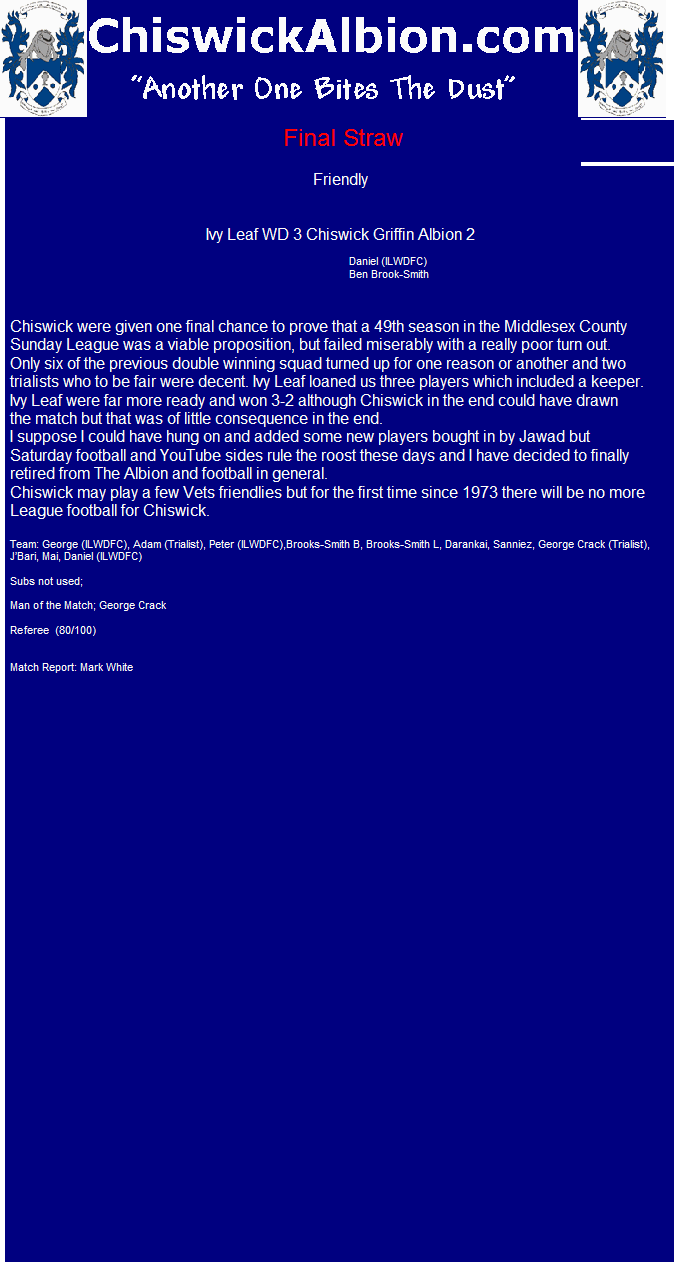 ChiswickAlbion.com
"Another One Bites The Dust"
Final Straw
Friendly
Ivy Leaf WD 3 Chiswick Griffin Albion 2
Daniel (ILWDFC)
Ben Brook-Smith
Chiswick were given one final chance to prove that a 49th season in the Middlesex County
Sunday League was a viable proposition, but failed miserably with a really poor turn out.
Only six of the previous double winning squad turned up for one reason or another and two
trialists who to be fair were decent. Ivy Leaf loaned us three players which included a keeper.
Ivy Leaf were far more ready and won 3-2 although Chiswick in the end could have drawn
the match but that was of little consequence in the end.
I suppose I could have hung on and added some new players bought in by Jawad but
Saturday football and YouTube sides rule the roost these days and I have decided to finally
retired from The Albion and football in general.
Chiswick may play a few Vets friendlies but for the first time since 1973 there will be no more
League football for Chiswick.
Team: George (ILWDFC), Adam (Trialist), Peter (ILWDFC),Brooks-Smith B, Brooks-Smith L, Darankai, Sanniez, George Crack (Trialist),
J'Bari, Mai, Daniel (ILWDFC)
Subs not used;
Man of the Match; George Crack
Referee  (80/100)
Match Report: Mark White